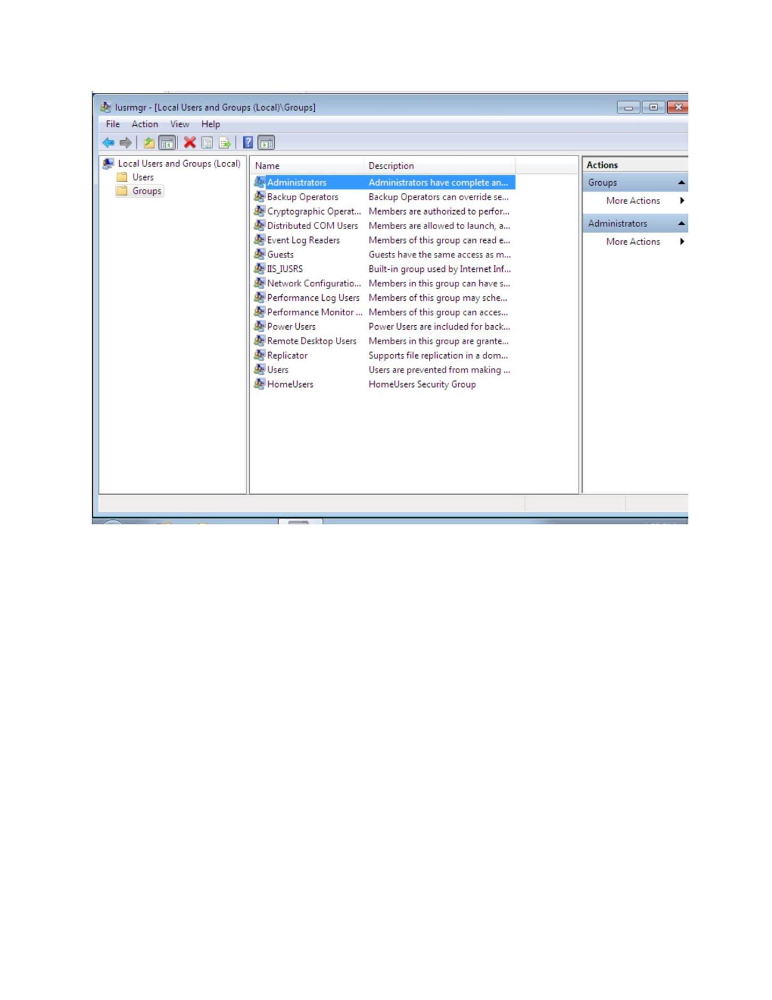 lusrmgr - [Local Users and Groups (Local)\Groups]
File Action View Help
Local Users and Groups (Local)
Users
Groups
Name Description
Administrators Administrators have complete an...
Backup Operators Backup Operators can override se...
Cryptographic Operat... Members are authorized to perfor...
Distributed COM Users Members are allowed to launch, a...
Event Log Readers Members of this group can read e...
Guests Guests have the same access as m...
IIS_IUSRS Built-in group used by Internet Inf...
Network Configuratio... Members in this group can have s...
Performance Log Users Members of this group may sche...
Performance Monitor ... Members of this group can acces...
Power Users Power Users are included for back...
Remote Desktop Users Members in this group are grante...
Replicator Supports file replication in a dom...
Users Users are prevented from making ...
HomeUsers HomeUsers Security Group
Actions
Groups
More Actions
Administrators
More Actions